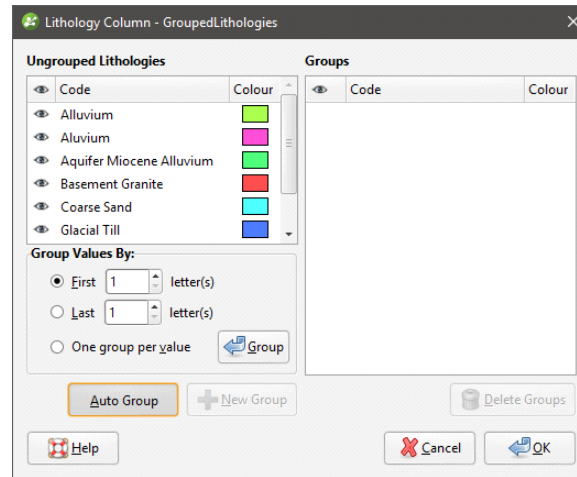 Lithology Column - GroupedLithologies
Ungrouped Lithologies
Code Colour
Alluvium
Aluvium
Aquifer Miocene Alluvium
Basement Granite
Coarse Sand
Glacial Till
Group Values By:
First 1 letter(s)
Last 1 letter(s)
One group per value Group
Auto Group New Group
Groups
Code Colour
Delete Groups
Help Cancel OK